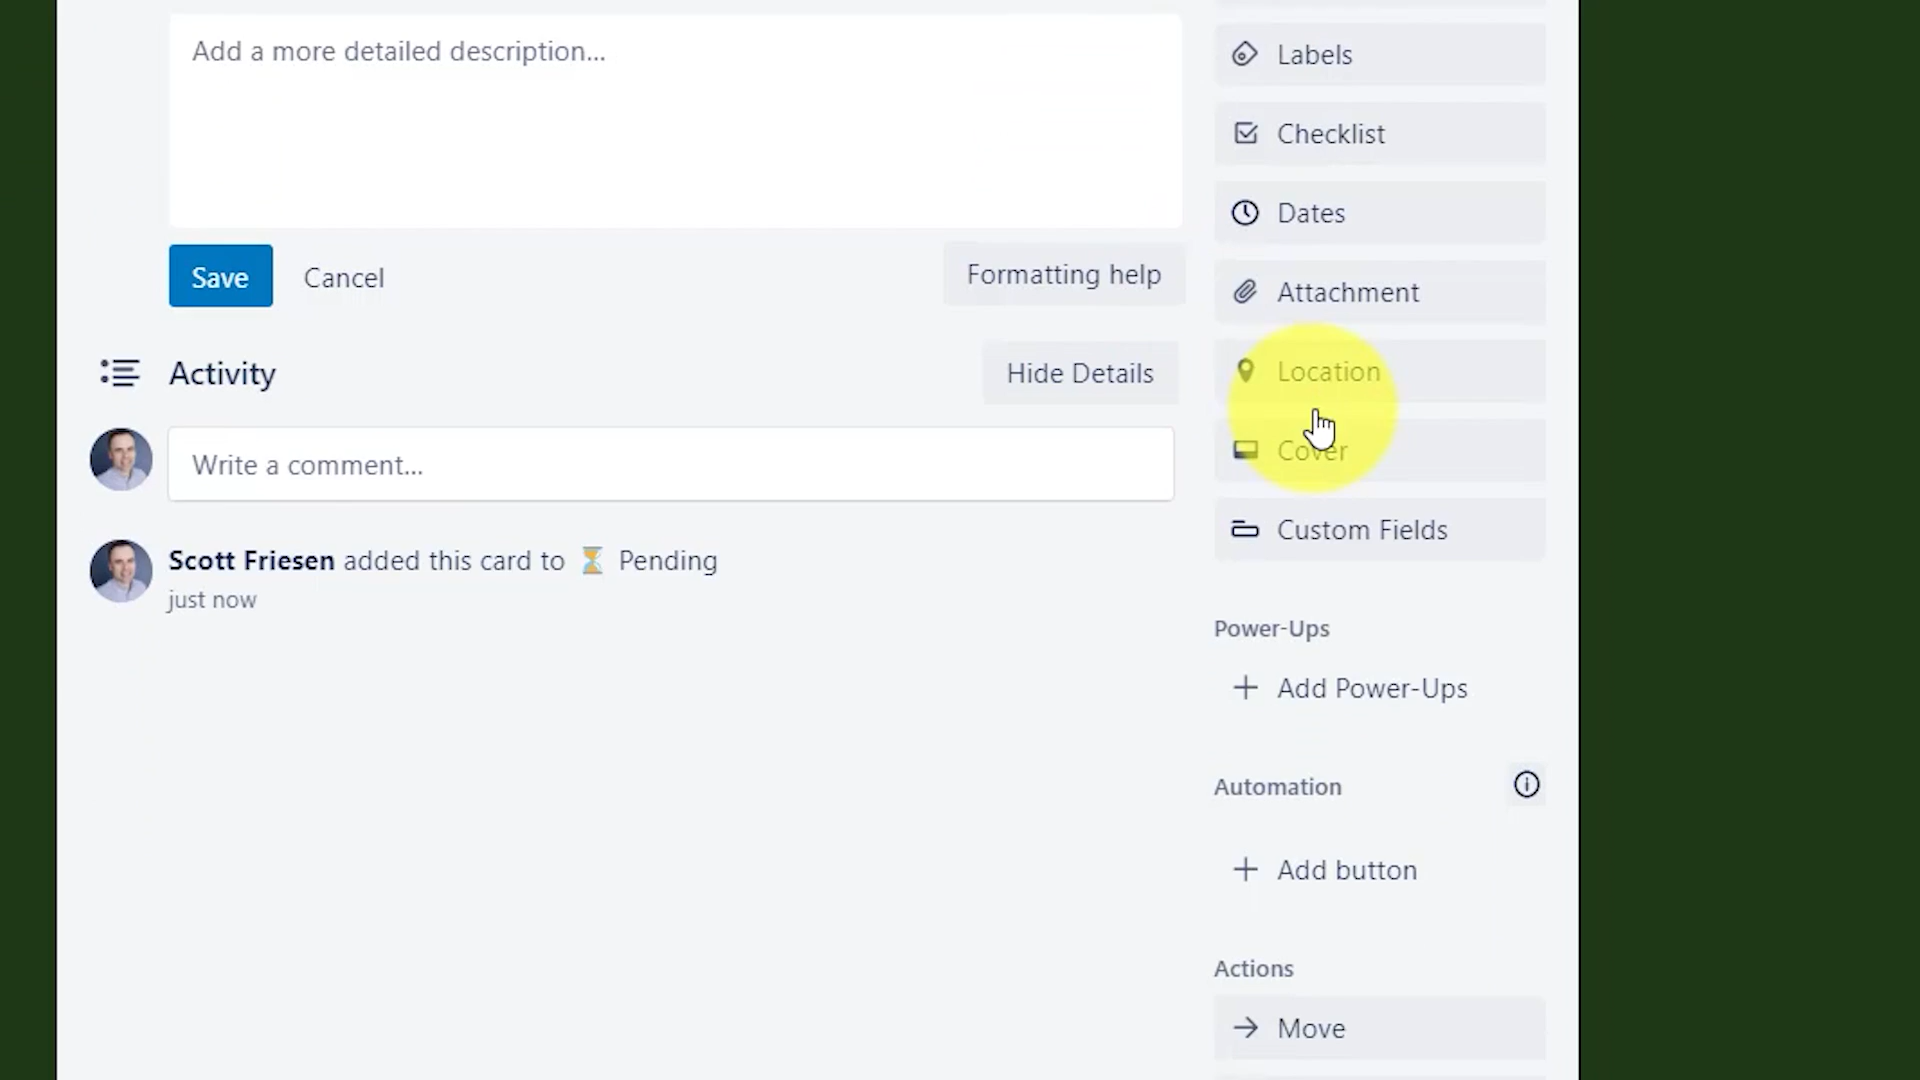 Add a more detailed description...
Save
Cancel
Formatting help
Activity
Hide Details
Write a comment...
Scott Friesen added this card to ⌛ Pending
just now
Labels
Checklist
Dates
Attachment
Location
Cover
Custom Fields
Power-Ups
+ Add Power-Ups
Automation
+ Add button
Actions
→ Move